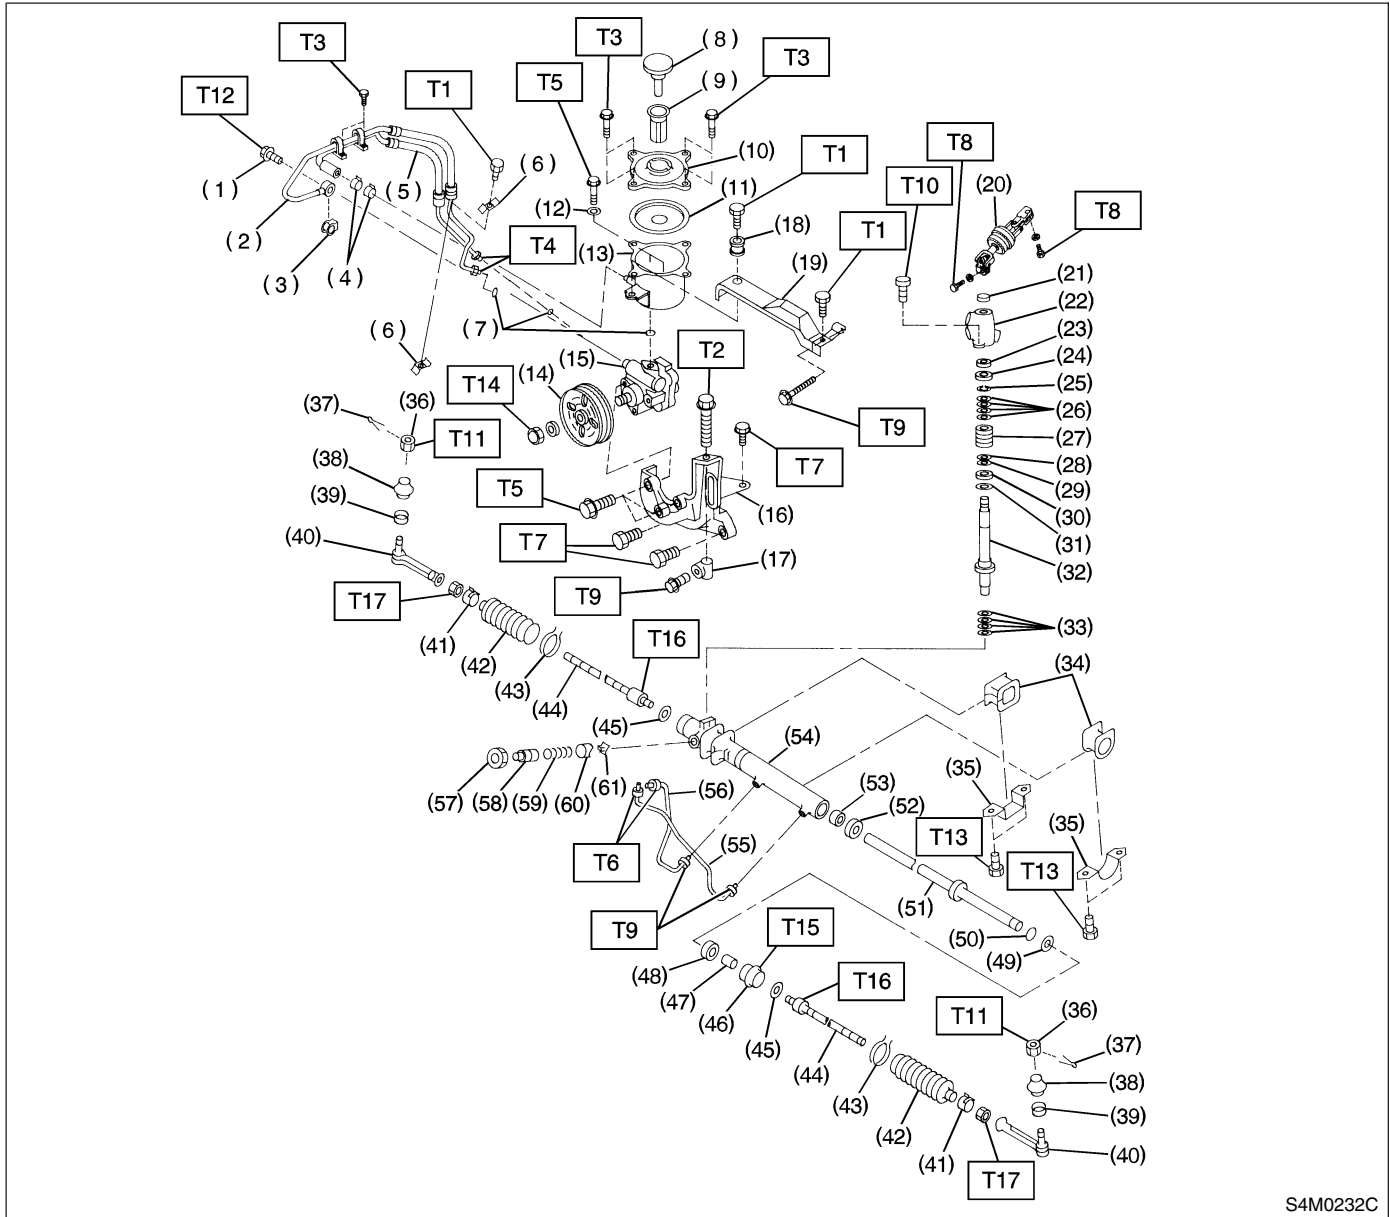 T3
( 8 )
T3
T3
T12
T1
T5
( 9 )
(10)
T1
T8
( 6 )
(11)
T10
(20)
T8
( 1 )
( 5 )
(12)
(18)
T1
( 2 )
T4
(13)
(19)
(21)
( 3 )
( 4 )
(22)
( 7 )
(23)
( 6 )
T2
(24)
(15)
(25)
(14)
T14
(26)
(37)
(36)
T11
T9
(27)
(38)
T7
(28)
T5
(29)
(39)
(16)
(30)
(40)
T7
(31)
(17)
(32)
T17
T9
(41)
T16
(33)
(42)
(43)
(34)
(44)
(45)
(54)
(35)
(53)
(57)
(58)
(59)
(60)
(61)
(56)
(52)
T13
(35)
T6
(55)
T13
(51)
T9
T15
(50)
(49)
(48)
T16
(47)
(46)
T11
(36)
(45)
(37)
(44)
(38)
(43)
(39)
(42)
(41)
(40)
T17
S4M0232C